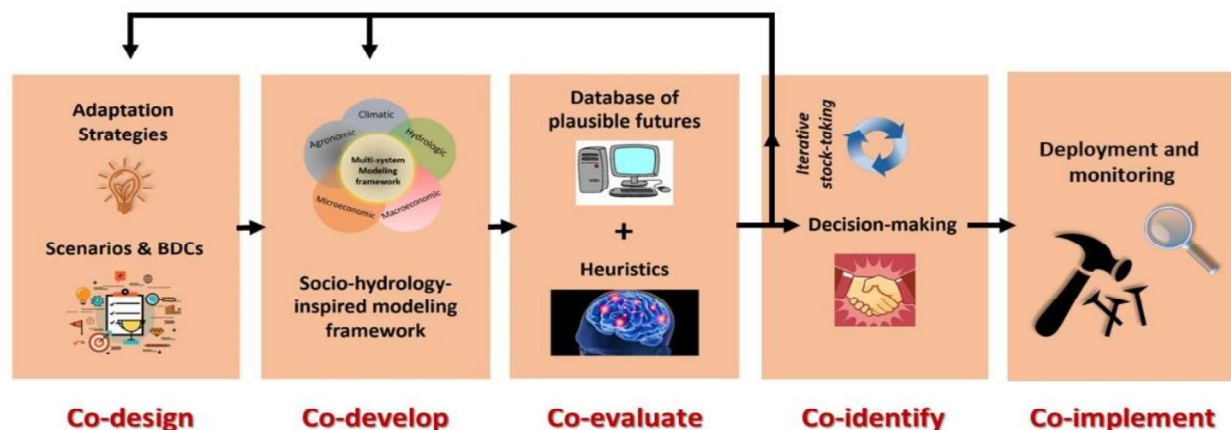 Adaptation
Strategies
Scenarios & BDCs
Co-design
Climatic
Agronomic
Hydrologic
Multi-system
Modeling
framework
Microeconomic
Macroeconomic
Socio-hydrology-
inspired modeling
framework
Co-develop
Database of
plausible futures
+
Heuristics
Co-evaluate
Iterative
stock-taking
Decision-making
Co-identify
Deployment and
monitoring
Co-implement